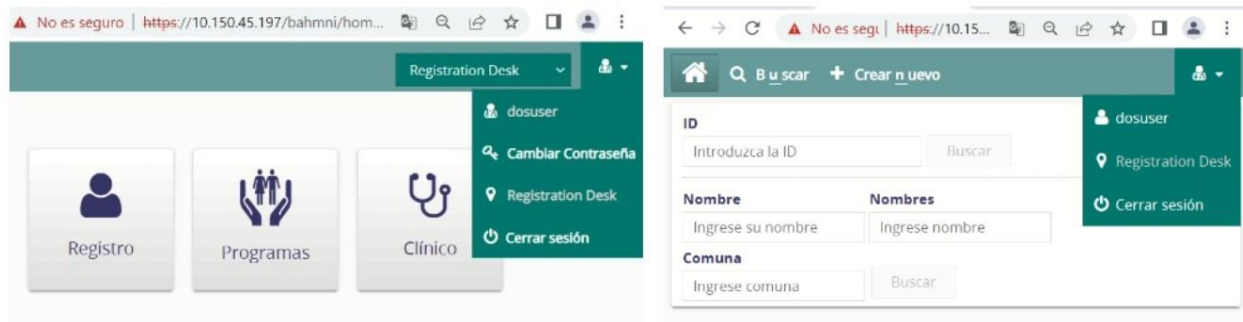 No es seguro | https://10.150.45.197/bahmni/hom...
Registration Desk
dosuser
Cambiar Contraseña
Registration Desk
Cerrar sesión
Registro
Programas
Clínico
No es segu | https://10.15...
Buscar
Crear nuevo
dosuser
Registration Desk
Cerrar sesión
ID
Introduzca la ID
Buscar
Nombre
Nombres
Ingrese su nombre
Ingrese nombre
Comuna
Ingrese comuna
Buscar